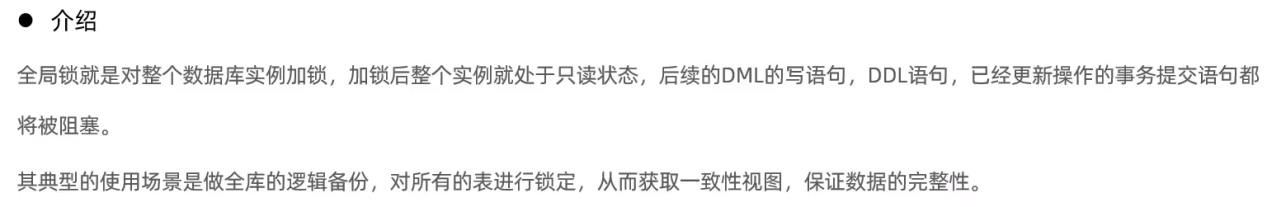 ● 介绍
全局锁就是对整个数据库实例加锁，加锁后整个实例就处于只读状态，后续的DML的写语句，DDL语句，已经更新操作的事务提交语句都
将被阻塞。
其典型的使用场景是做全库的逻辑备份，对所有的表进行锁定，从而获取一致性视图，保证数据的完整性。